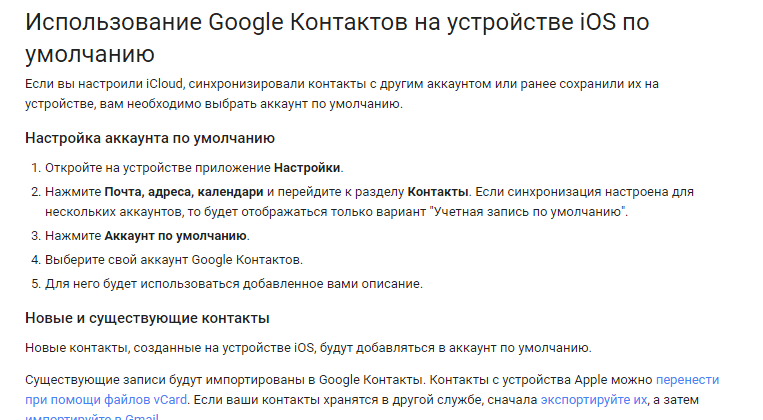 Использование Google Контактов на устройстве iOS по
умолчанию
Если вы настроили iCloud, синхронизировали контакты с другим аккаунтом или ранее сохранили их на
устройстве, вам необходимо выбрать аккаунт по умолчанию.
Настройка аккаунта по умолчанию
1. Откройте на устройстве приложение Настройки.
2. Нажмите Почта, адреса, календари и перейдите к разделу Контакты. Если синхронизация настроена для
нескольких аккаунтов, то будет отображаться только вариант "Учетная запись по умолчанию".
3. Нажмите Аккаунт по умолчанию.
4. Выберите свой аккаунт Google Контактов.
5. Для него будет использоваться добавленное вами описание.
Новые и существующие контакты
Новые контакты, созданные на устройстве iOS, будут добавляться в аккаунт по умолчанию.
Существующие записи будут импортированы в Google Контакты. Контакты с устройства Apple можно перенести
при помощи файлов vCard. Если ваши контакты хранятся в другой службе, сначала экспортируйте их, а затем
импортируйте в Gmail.